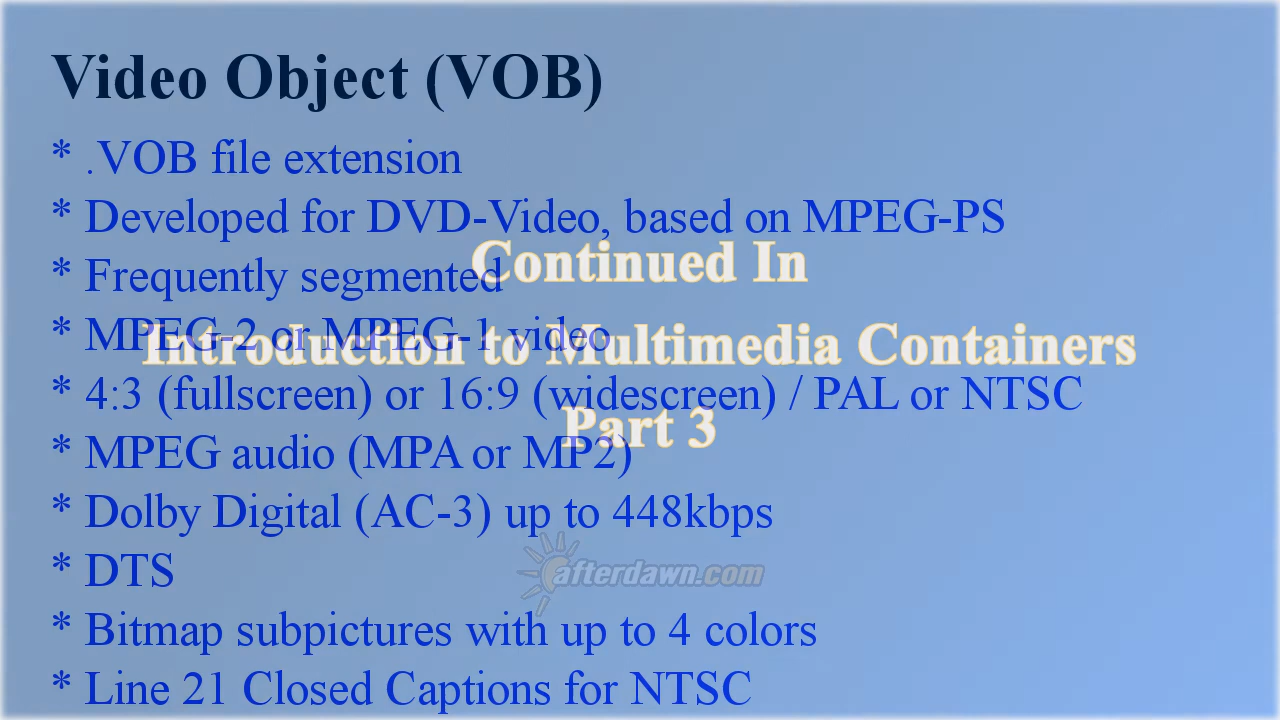 Video Object (VOB)
* .VOB file extension
* Developed for DVD-Video, based on MPEG-PS
* Frequently segmented
* MPEG-2 or MPEG-1 video
* 4:3 (fullscreen) or 16:9 (widescreen) / PAL or NTSC
* MPEG audio (MPA or MP2)
* Dolby Digital (AC-3) up to 448kbps
* DTS
* Bitmap subpictures with up to 4 colors
* Line 21 Closed Captions for NTSC
Continued In
Introduction to Multimedia Containers
Part 3
afterdawn.com